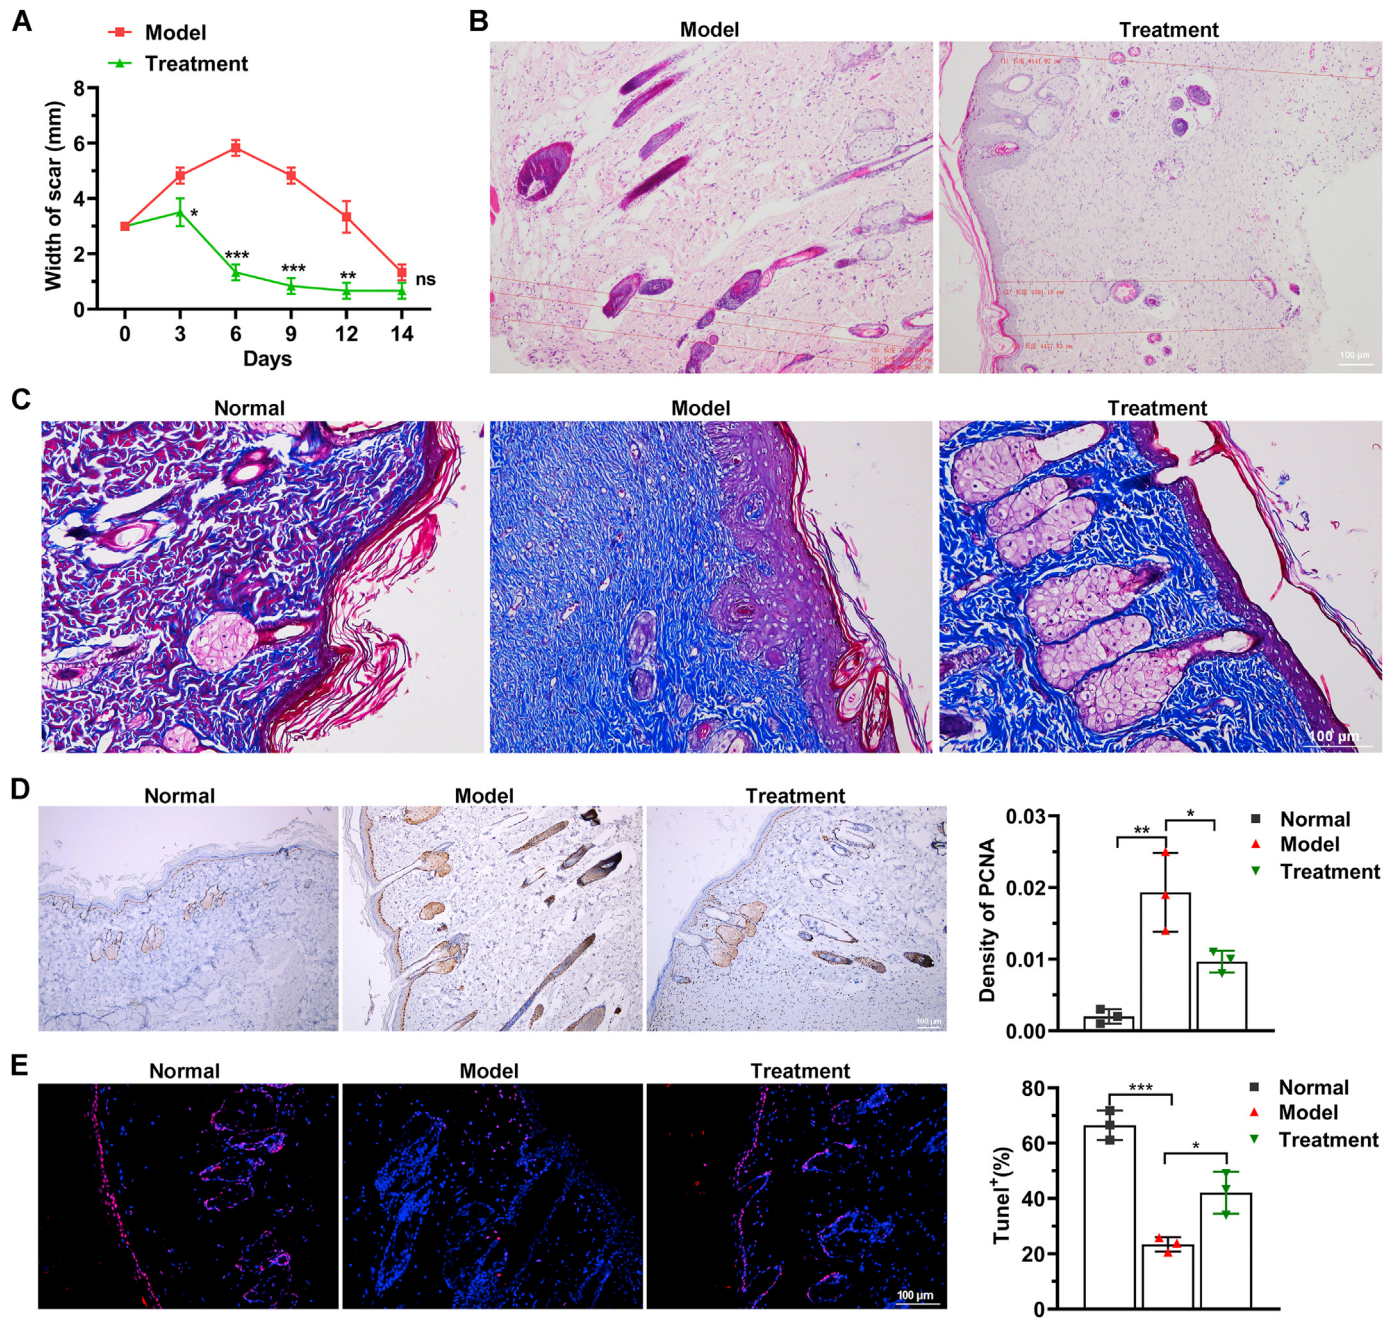 A
Model
Treatment
Width of scar (mm)
8
6
4
2
0
*
***
***
**
ns
0 3 6 9 12 14
Days
B
Model Treatment
100 μm
C
Normal Model Treatment
100 μm
D
Normal Model Treatment
100 μm
Density of PCNA
0.03
0.02
0.01
0.00
** *
Normal
Model
Treatment
E
Normal Model Treatment
100 μm
Tunel+(%)
80
60
40
20
0
*** *
Normal
Model
Treatment